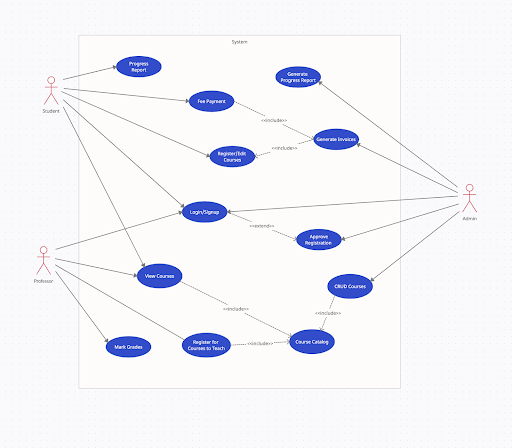 System
Progress
Report
Generate
Progress Report
Student
Fee Payment
<<include>>
Generate Invoices
<<include>>
Register/Edit
Courses
Login/Signup
Admin
<<extend>>
Approve
Registration
Professor
View Courses
CRUD Courses
<<include>>
<<include>>
Mark Grades
Register for
Courses to Teach
<<include>>
Course Catalog